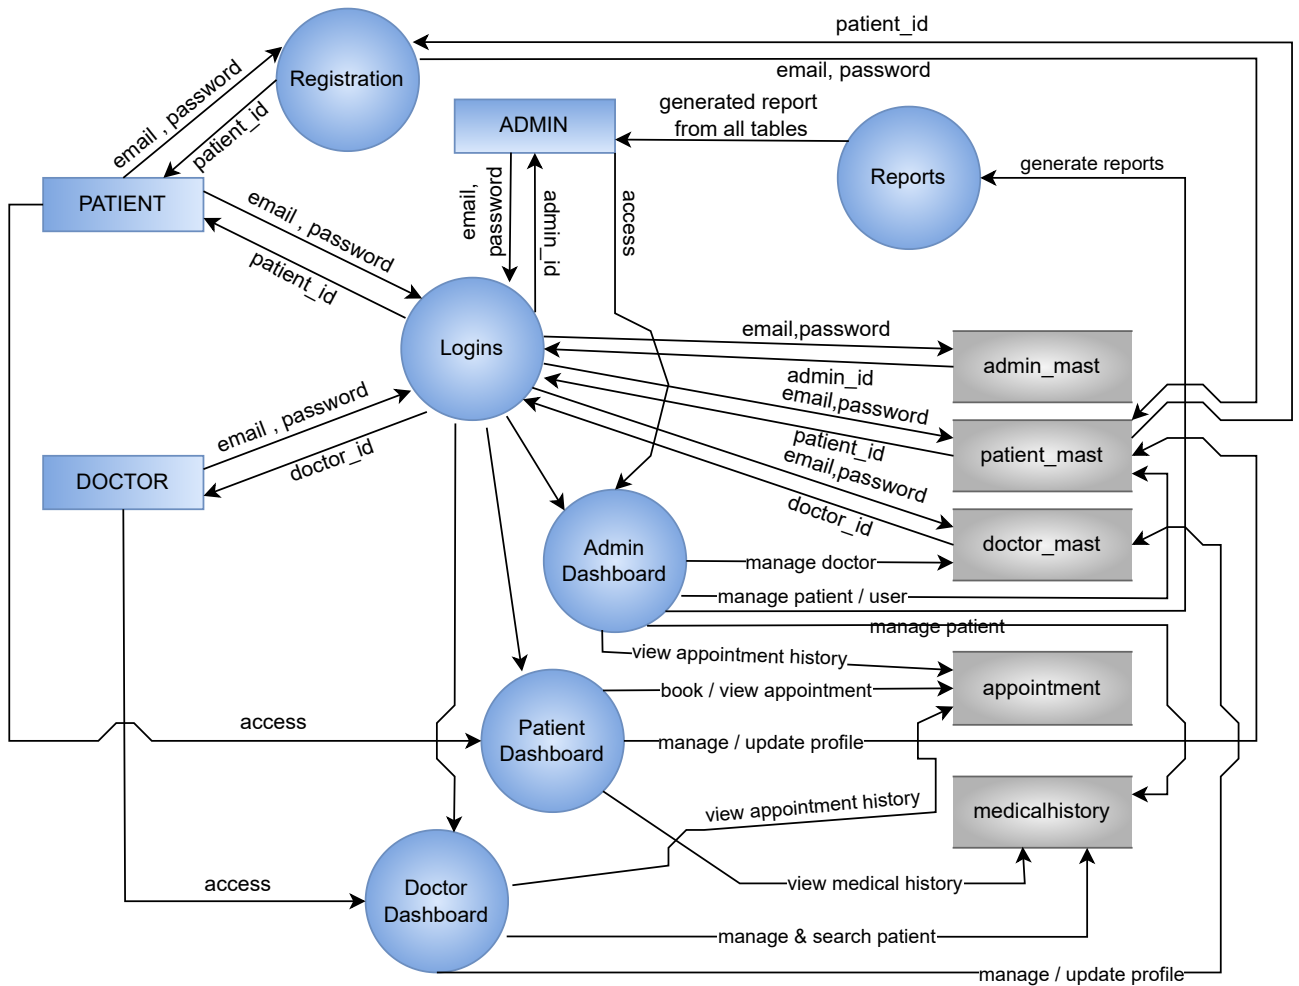 patient_id
email, password
Registration
email , password
patient_id
generated report
from all tables
ADMIN
Reports
generate reports
PATIENT
email,
password
admin_id
access
email , password
patient_id
Logins
email,password
admin_mast
admin_id
email,password
patient_id
patient_mast
email,password
doctor_id
doctor_mast
email , password
doctor_id
DOCTOR
Admin
Dashboard
manage doctor
manage patient / user
manage patient
view appointment history
book / view appointment
appointment
access
Patient
Dashboard
manage / update profile
view appointment history
medicalhistory
view medical history
access
Doctor
Dashboard
manage & search patient
manage / update profile